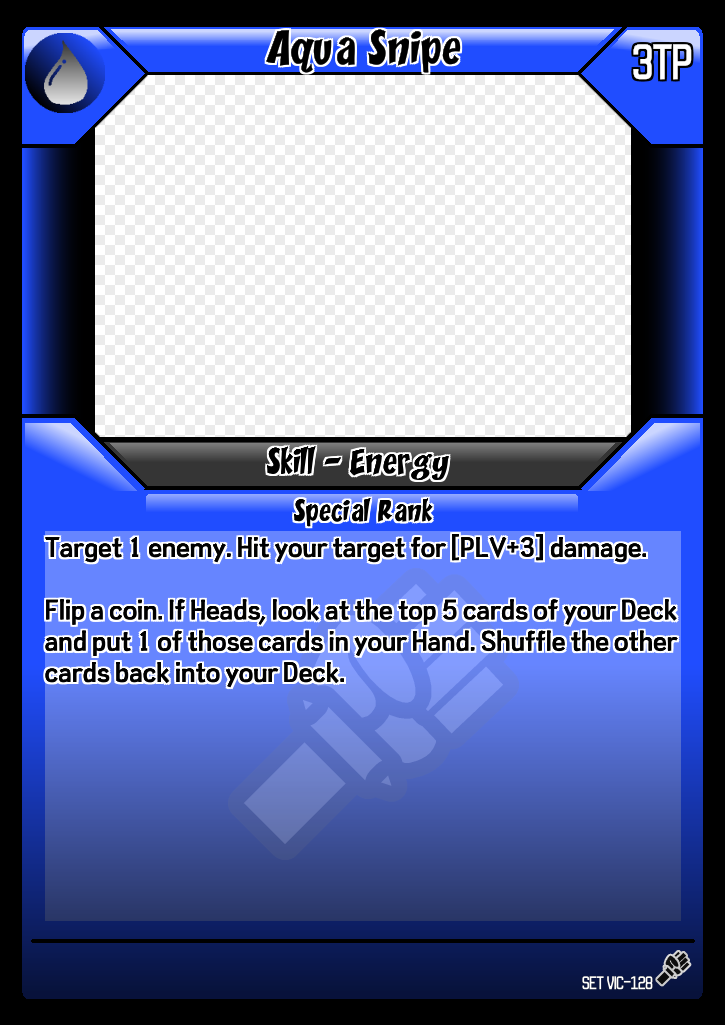 Aqua Snipe
3TP
Skill - Energy
Special Rank
Target 1 enemy. Hit your target for [PLV+3] damage.
Flip a coin. If Heads, look at the top 5 cards of your Deck
and put 1 of those cards in your Hand. Shuffle the other
cards back into your Deck.
SET VIC-128